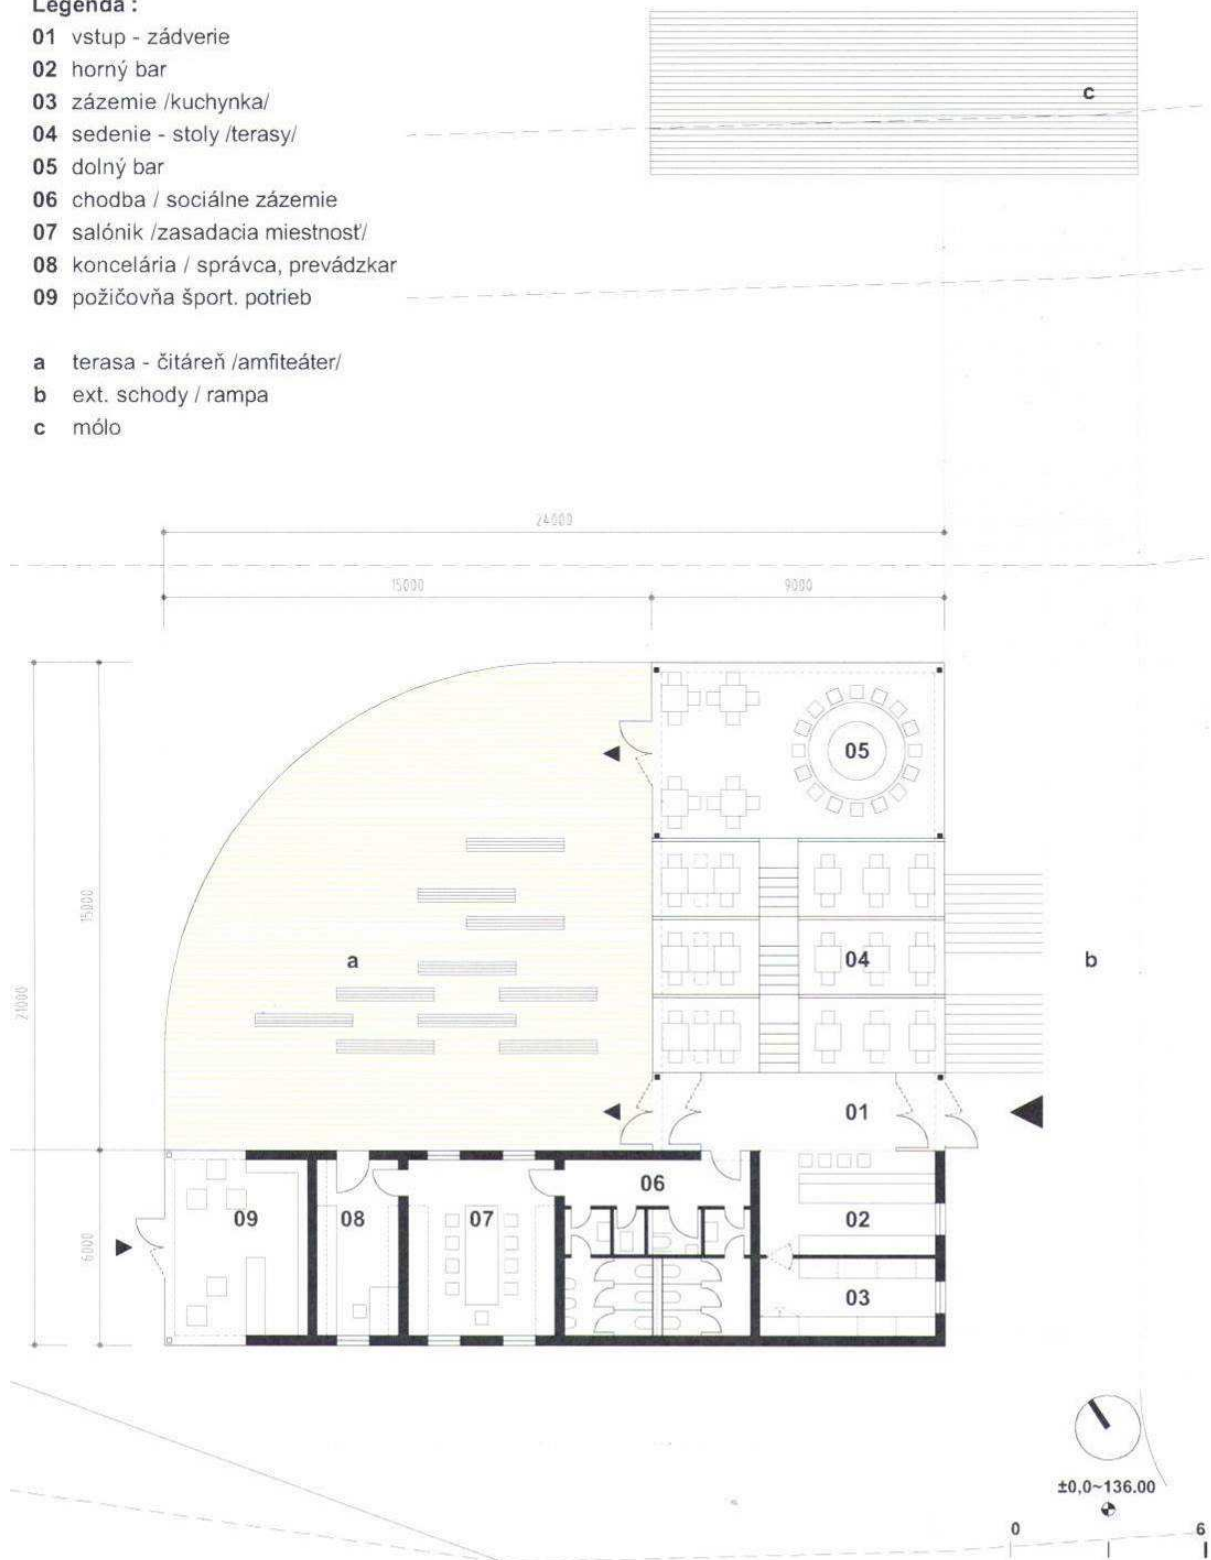 Legenda :
01 vstup - zádverie
02 horný bar
03 zázemie /kuchynka/
04 sedenie - stoly /terasy/
05 dolný bar
06 chodba / sociálne zázemie
07 salónik /zasadacia miestnosť/
08 koncelária / správca, prevádzkar
09 požičovňa šport. potrieb
a terasa - čitáreň /amfiteáter/
b ext. schody / rampa
c mólo
c
24000
15000
9000
05
15000
a
04
b
21000
01
06
09
08
07
02
6000
03
±0,0~136.00
0
6